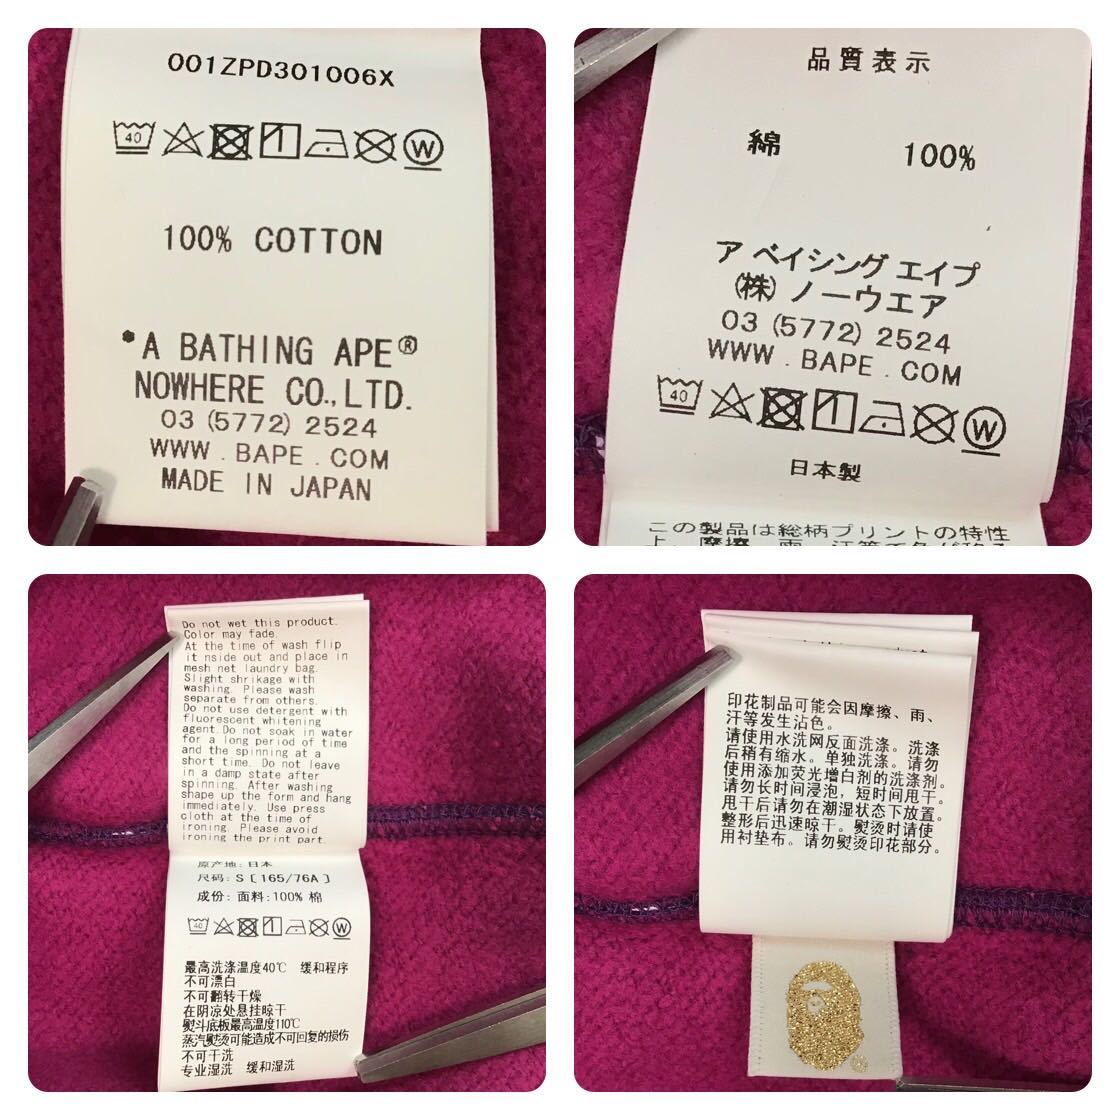 001ZPD301006X
40
W
100% COTTON
*A BATHING APE®
NOWHERE CO.,LTD.
03 (5772) 2524
WWW.BAPE.COM
MADE IN JAPAN
品質表示
綿 100%
ア ベイシング エイプ
(株) ノーウエア
03 (5772) 2524
WWW.BAPE.COM
40
W
日本製
この製品は総柄プリントの特性
Do not wet this product.
Color may fade.
At the time of wash flip
it nside out and place in
mesh net laundry bag.
Slight shrikage with
washing. Please wash
separate from others.
Do not use detergent with
fluorescent whitening
agent.Do not soak in water
for a long period of time
and the spinning at a
short time. Do not leave
in a damp state after
spinning. After washing
shape up the form and hang
immediately. Use press
cloth at the time of
ironing. Please avoid
ironing the print part.
原产地: 日本
尺码: S [165/76A]
成份: 面料:100% 棉
40
W
最高洗涤温度40℃ 缓和程序
不可漂白
不可翻转干燥
在阴凉处悬挂晾干
熨斗底板最高温度110℃
蒸汽熨烫可能造成不可回复的损伤
不可干洗
专业湿洗 缓和湿洗
印花制品可能会因摩擦、雨、
汗等发生沾色。
请使用水洗网反面洗涤。洗涤
后稍有缩水。单独洗涤。请勿
使用添加荧光增白剂的洗涤剂。
请勿长时间浸泡，短时间甩干。
甩干后请勿在潮湿状态下放置。
整形后迅速晾干。熨烫时请使
用衬垫布。请勿熨烫印花部分。